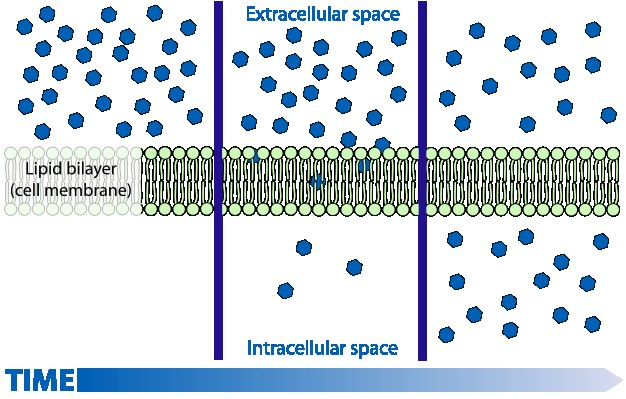 Extracellular space
Lipid bilayer
(cell membrane)
Intracellular space
TIME